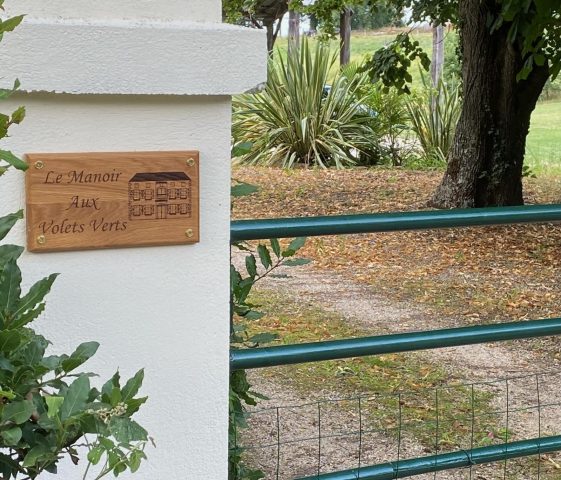 Le Manoir
Aux
Volets Verts